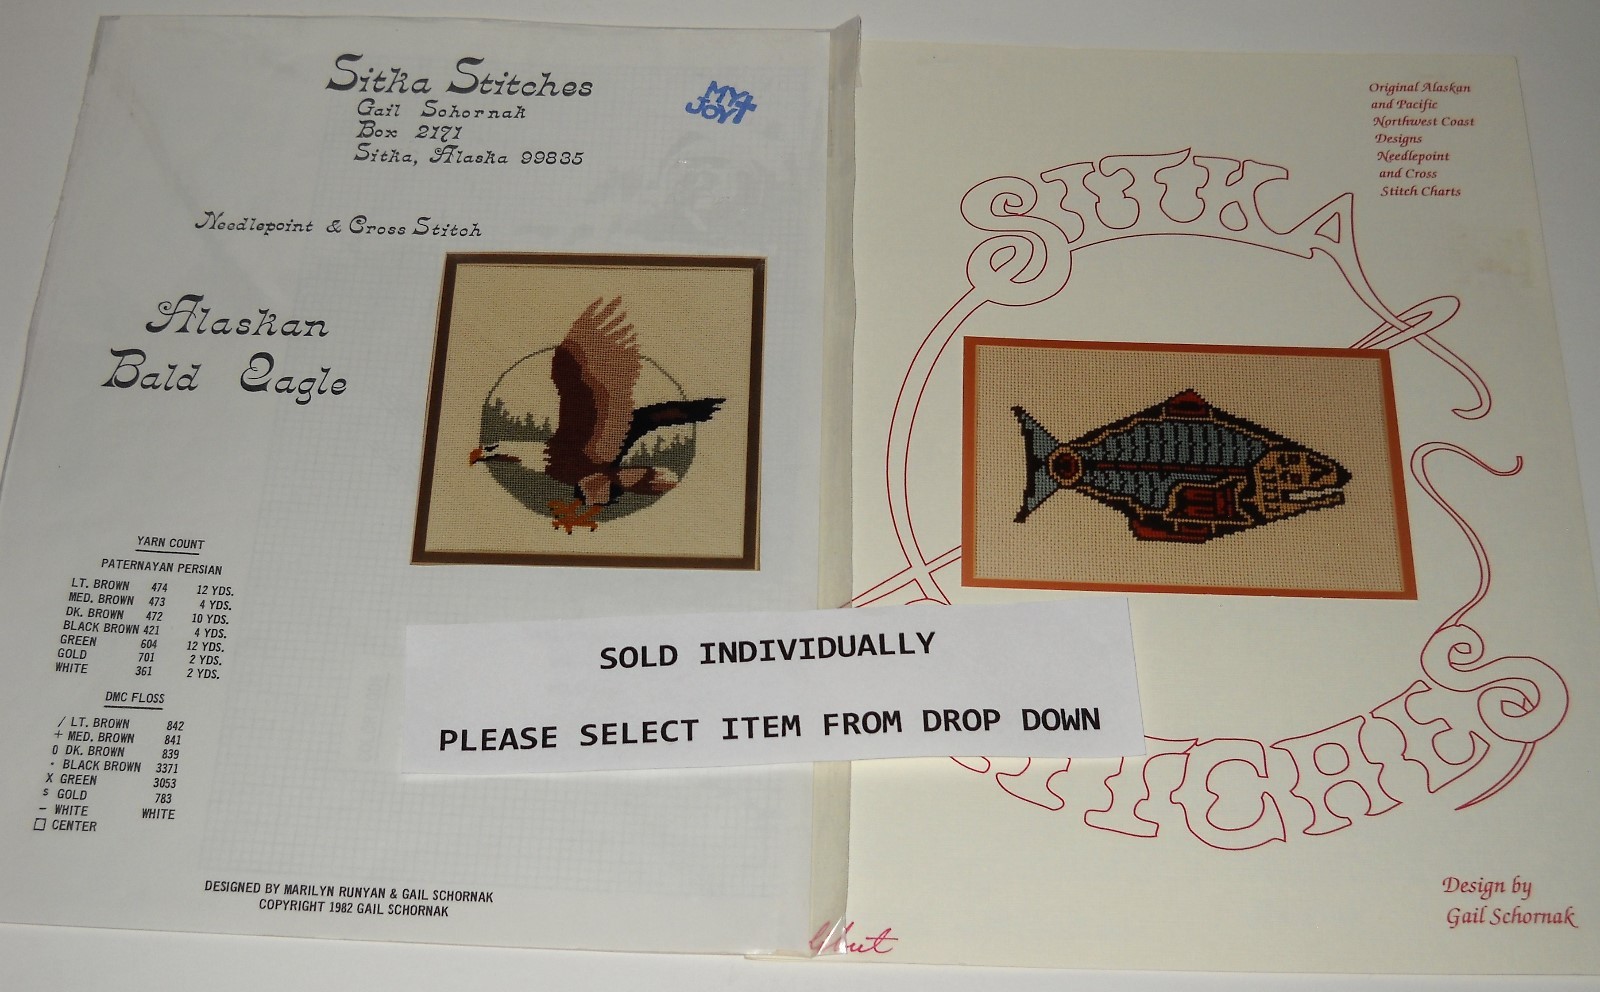 Sitka Stitches
Gail Schornak
Box 2171
Sitka, Alaska 99835
MY
JOY
Needlepoint & Cross Stitch
Alaskan
Bald Eagle
YARN COUNT
PATERNAYAN PERSIAN
LT. BROWN 474 12 YDS.
MED. BROWN 473 4 YDS.
DK. BROWN 472 10 YDS.
BLACK BROWN 421 4 YDS.
GREEN 604 12 YDS.
GOLD 701 2 YDS.
WHITE 361 2 YDS.
DMC FLOSS
/ LT. BROWN 842
+ MED. BROWN 841
0 DK. BROWN 839
· BLACK BROWN 3371
X GREEN 3053
s GOLD 783
– WHITE WHITE
□ CENTER
DESIGNED BY MARILYN RUNYAN & GAIL SCHORNAK
COPYRIGHT 1982 GAIL SCHORNAK
Original Alaskan
and Pacific
Northwest Coast
Designs
Needlepoint
and Cross
Stitch Charts
SITKA
SOLD INDIVIDUALLY
PLEASE SELECT ITEM FROM DROP DOWN
TITCHES
Design by
Gail Schornak